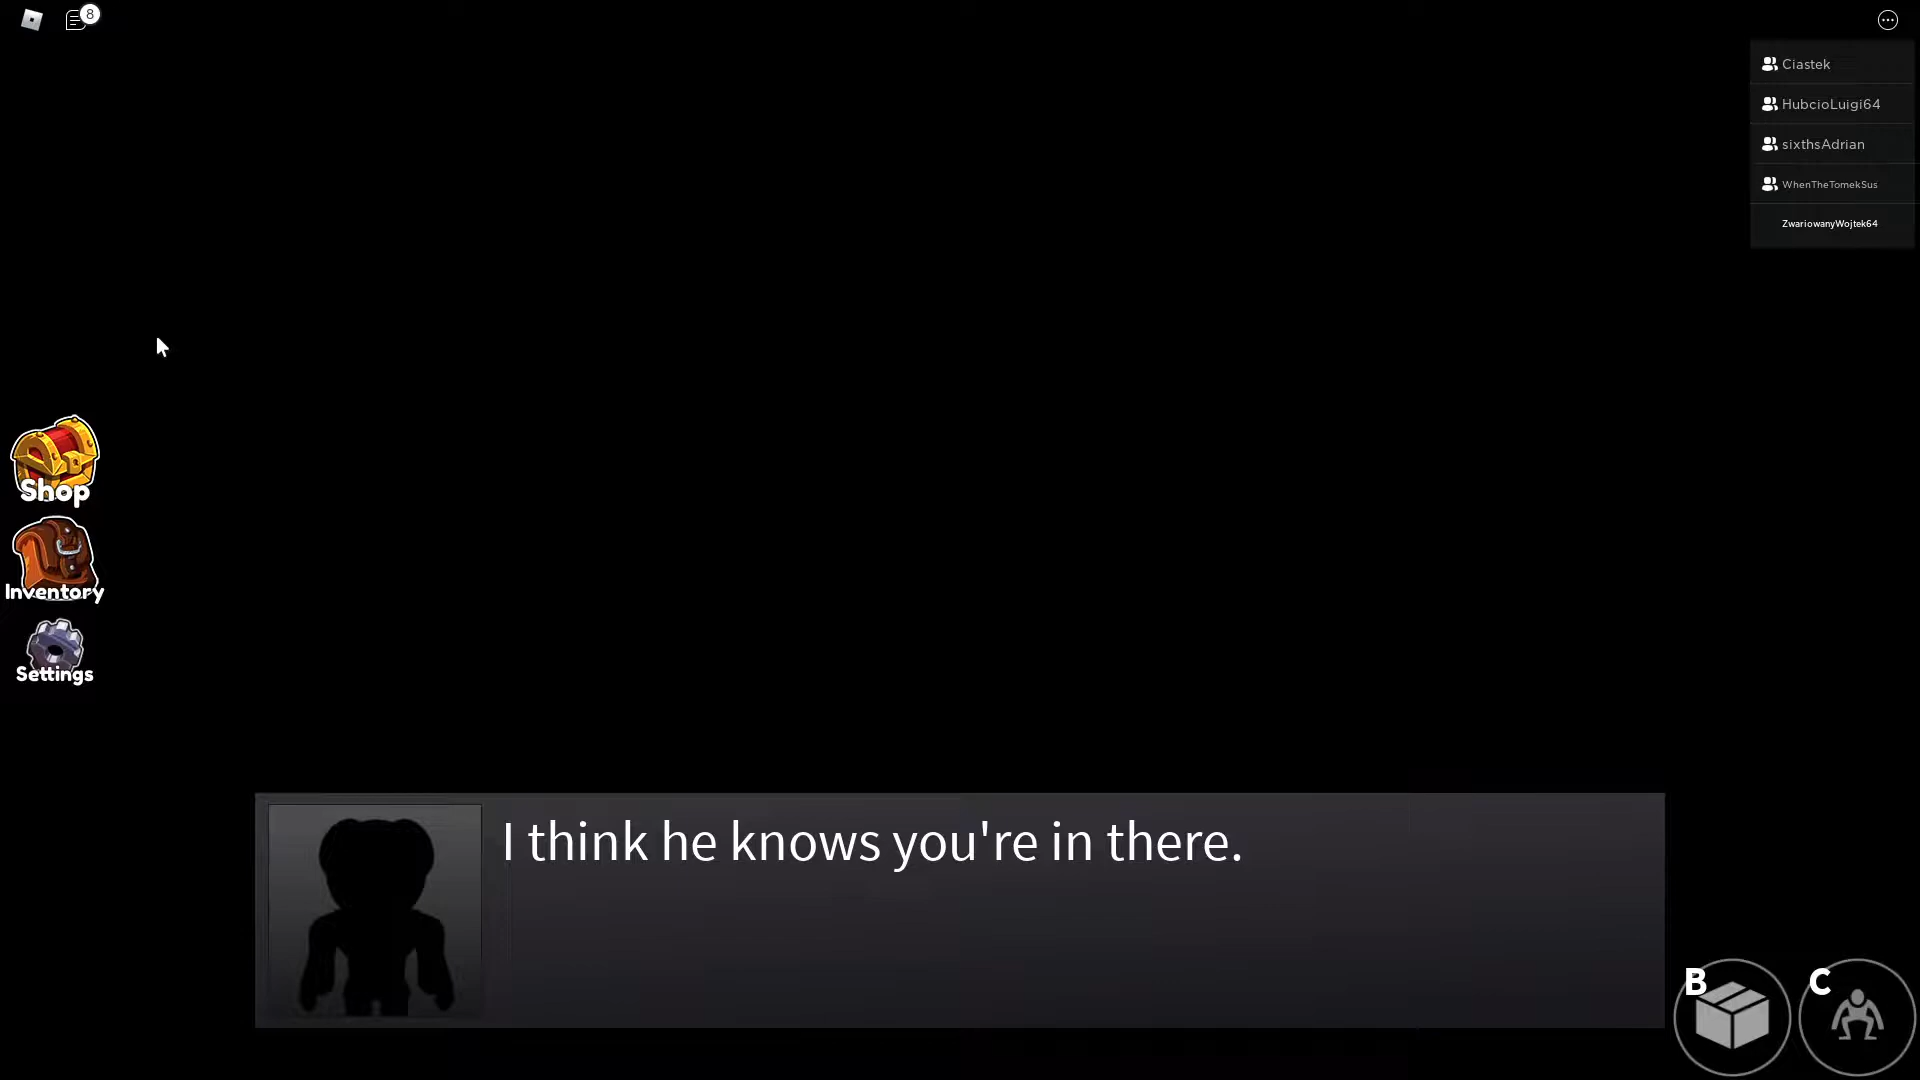 8
Ciastek
HubcioLuigi64
sixthsAdrian
WhenTheTomekSus
ZwariowanyWojtek64
Shop
Inventory
Settings
I think he knows you're in there.
B
C